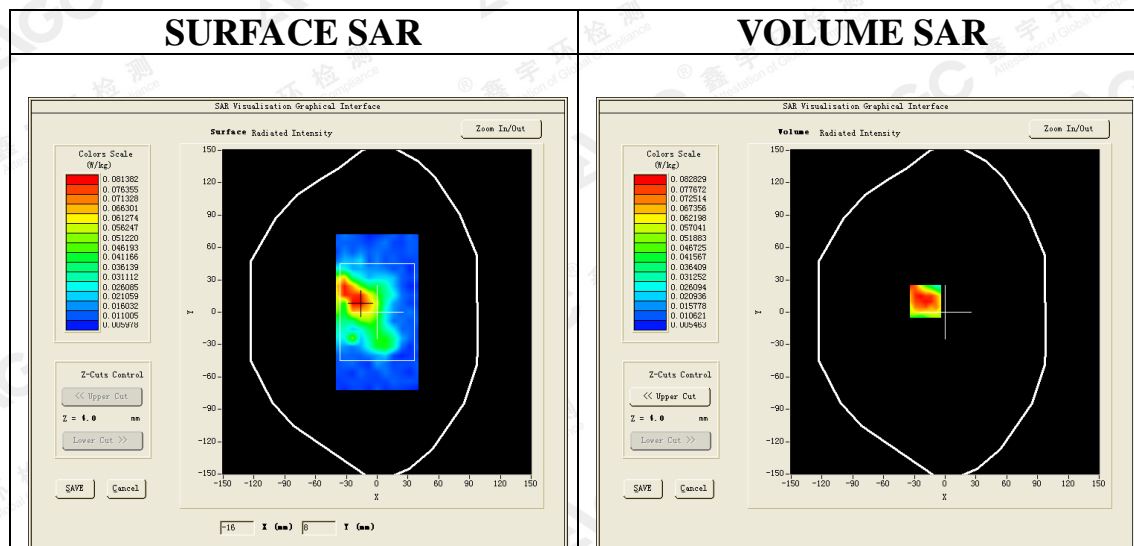 SURFACE SAR
VOLUME SAR
SAR Visualisation Graphical Interface
Surface Radiated Intensity
Zoom In/Out
Colors Scale
(W/kg)
0.081382
0.076355
0.071328
0.066301
0.061274
0.056247
0.051220
0.046193
0.041166
0.036139
0.031112
0.026085
0.021059
0.016032
0.011005
0.005978
150
120
90
60
30
0
-30
-60
-90
-120
-150
Y
-150 -120 -90 -60 -30 0 30 60 90 120 150
X
Z-Cuts Control
<< Upper Cut
Z = 4.0 mm
Lower Cut >>
SAVE Cancel
-16 X (mm) 8 Y (mm)
SAR Visualisation Graphical Interface
Volume Radiated Intensity
Zoom In/Out
Colors Scale
(W/kg)
0.082829
0.077672
0.072514
0.067356
0.062198
0.057041
0.051883
0.046725
0.041567
0.036409
0.031252
0.026094
0.020936
0.015778
0.010621
0.005463
150
120
90
60
30
0
-30
-60
-90
-120
-150
Y
-150 -120 -90 -60 -30 0 30 60 90 120 150
X
Z-Cuts Control
<< Upper Cut
Z = 4.0 mm
Lower Cut >>
SAVE Cancel